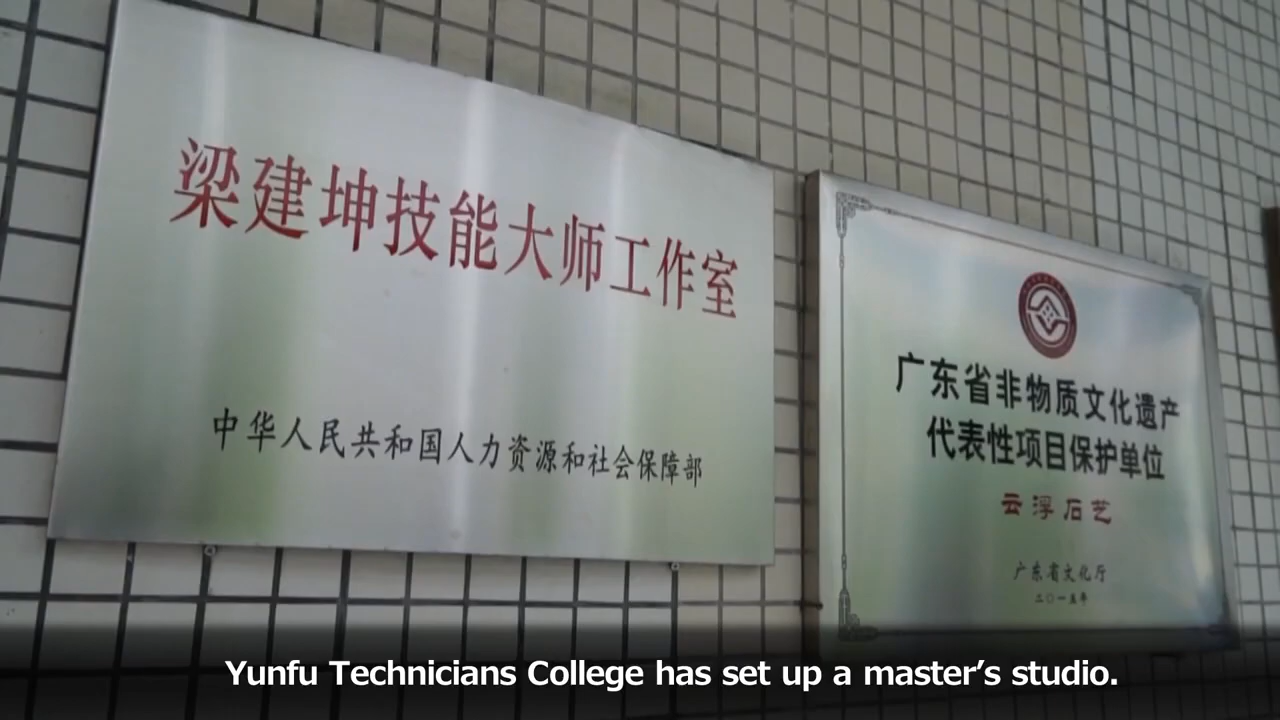 梁建坤技能大师工作室
中华人民共和国人力资源和社会保障部
广东省非物质文化遗产
代表性项目保护单位
云浮石艺
广东省文化厅
二〇一五年
Yunfu Technicians College has set up a master’s studio.